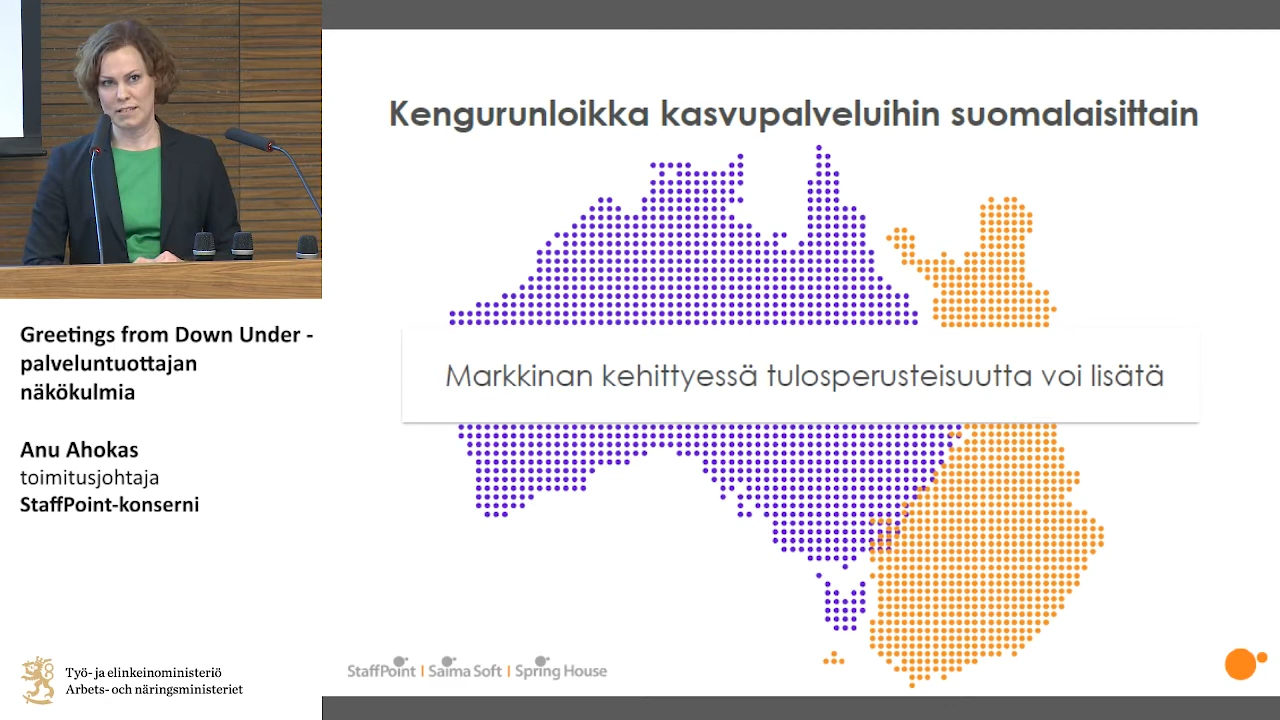 Kengurunloikka kasvupalveluihin suomalaisittain
Markkinan kehittyessä tulosperusteisuutta voi lisätä
StaffPoint | Saima Soft | Spring House
Greetings from Down Under -
palveluntuottajan
näkökulmia
Anu Ahokas
toimitusjohtaja
StaffPoint-konserni
Työ- ja elinkeinoministeriö
Arbets- och näringsministeriet